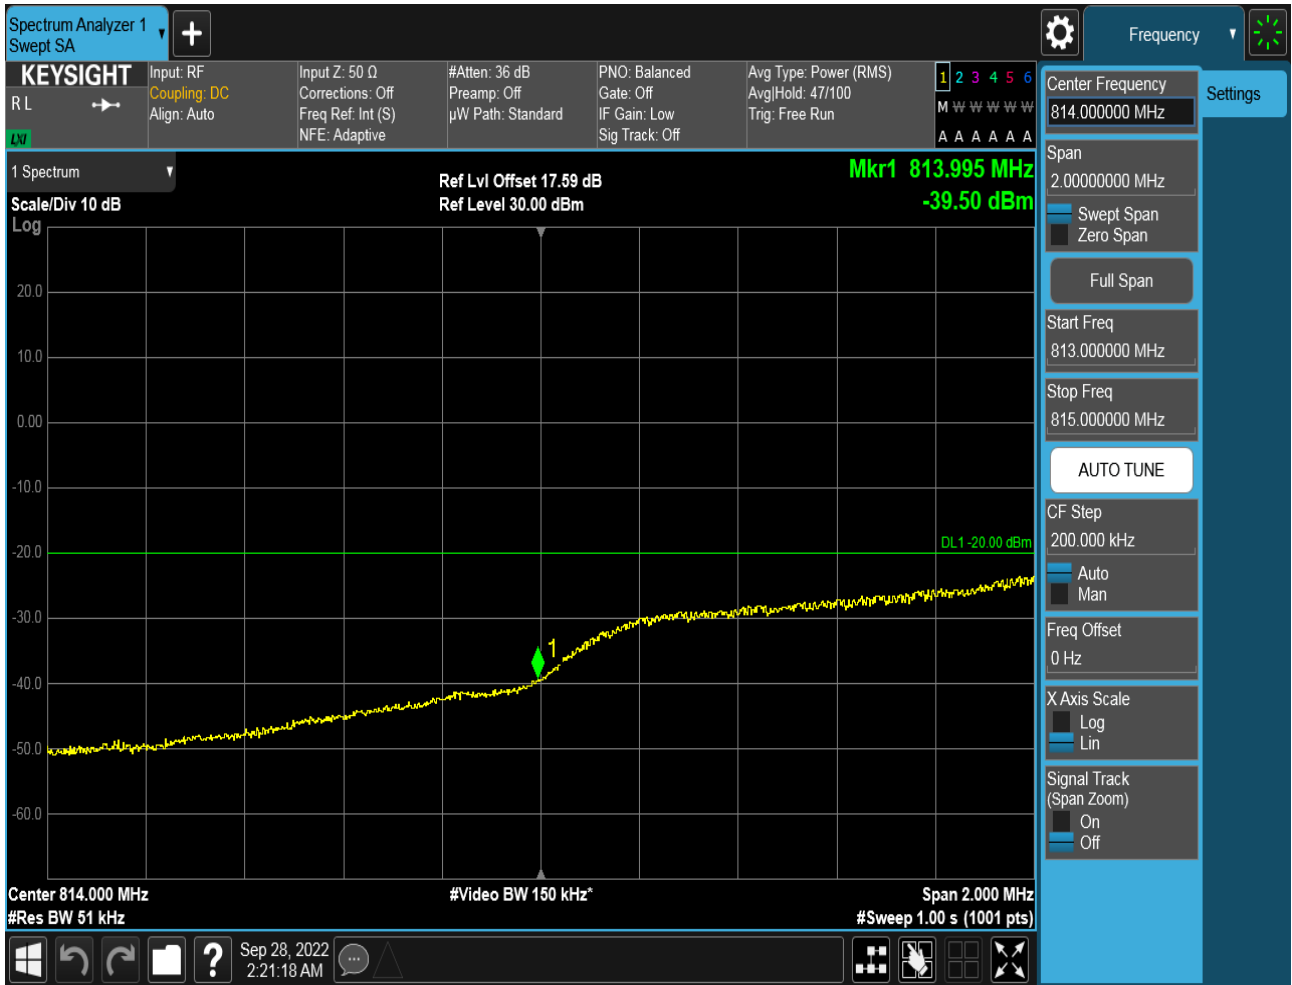 Spectrum Analyzer 1
Swept SA
Frequency
KEYSIGHT
R L
LXI
Input: RF
Coupling: DC
Align: Auto
Input Z: 50 Ω
Corrections: Off
Freq Ref: Int (S)
NFE: Adaptive
#Atten: 36 dB
Preamp: Off
µW Path: Standard
PNO: Balanced
Gate: Off
IF Gain: Low
Sig Track: Off
Avg Type: Power (RMS)
Avg|Hold: 47/100
Trig: Free Run
1 2 3 4 5 6
M W W W W W
A A A A A A
1 Spectrum
Scale/Div 10 dB
Log
Ref Lvl Offset 17.59 dB
Ref Level 30.00 dBm
Mkr1 813.995 MHz
-39.50 dBm
20.0
10.0
0.00
-10.0
-20.0
-30.0
-40.0
-50.0
-60.0
DL1 -20.00 dBm
1
Center 814.000 MHz
#Res BW 51 kHz
#Video BW 150 kHz*
Span 2.000 MHz
#Sweep 1.00 s (1001 pts)
Sep 28, 2022
2:21:18 AM
Center Frequency
814.000000 MHz
Settings
Span
2.00000000 MHz
Swept Span
Zero Span
Full Span
Start Freq
813.000000 MHz
Stop Freq
815.000000 MHz
AUTO TUNE
CF Step
200.000 kHz
Auto
Man
Freq Offset
0 Hz
X Axis Scale
Log
Lin
Signal Track
(Span Zoom)
On
Off